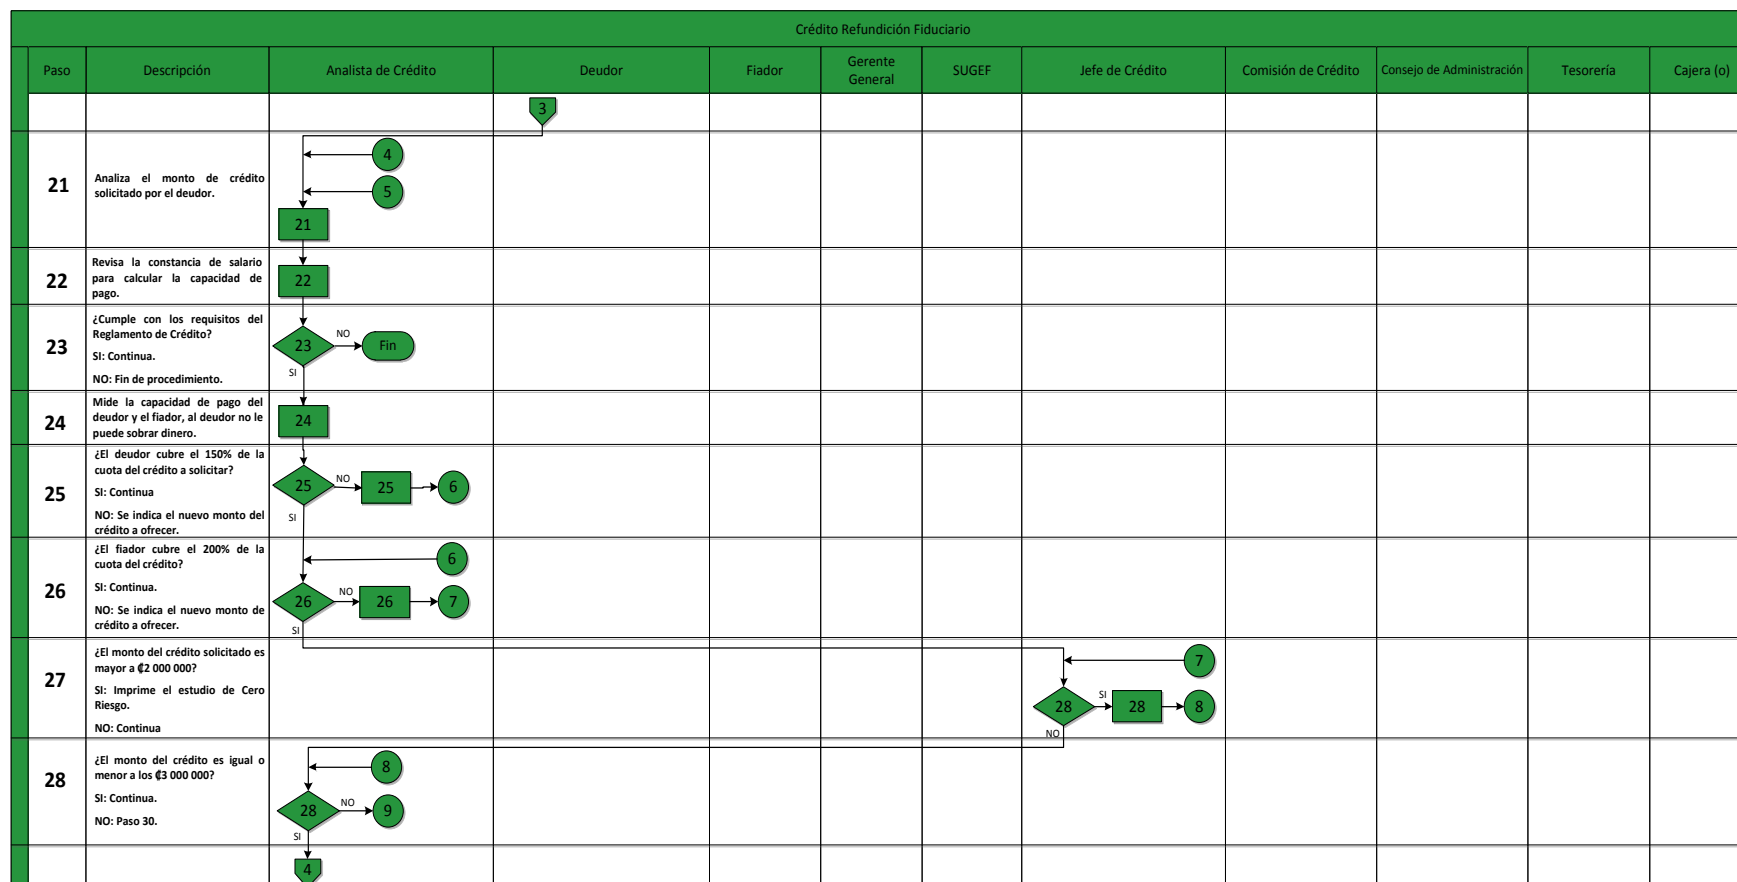 Crédito Refundición Fiduciario
Paso
Descripción
Analista de Crédito
Deudor
Fiador
Gerente
General
SUGEF
Jefe de Crédito
Comisión de Crédito
Consejo de Administración
Tesorería
Cajera (o)
3
21
Analiza el monto de crédito
solicitado por el deudor.
4
5
21
22
Revisa la constancia de salario
para calcular la capacidad de
pago.
22
23
¿Cumple con los requisitos del
Reglamento de Crédito?
SI: Continua.
NO: Fin de procedimiento.
23
NO
Fin
SI
24
Mide la capacidad de pago del
deudor y el fiador, al deudor no le
puede sobrar dinero.
24
25
¿El deudor cubre el 150% de la
cuota del crédito a solicitar?
SI: Continua
NO: Se indica el nuevo monto del
crédito a ofrecer.
25
NO
25
6
SI
26
¿El fiador cubre el 200% de la
cuota del crédito?
SI: Continua.
NO: Se indica el nuevo monto de
crédito a ofrecer.
6
26
NO
26
7
SI
27
¿El monto del crédito solicitado es
mayor a ₡2 000 000?
SI: Imprime el estudio de Cero
Riesgo.
NO: Continua
7
28
SI
28
8
NO
28
¿El monto del crédito es igual o
menor a los ₡3 000 000?
SI: Continua.
NO: Paso 30.
8
28
NO
9
SI
4